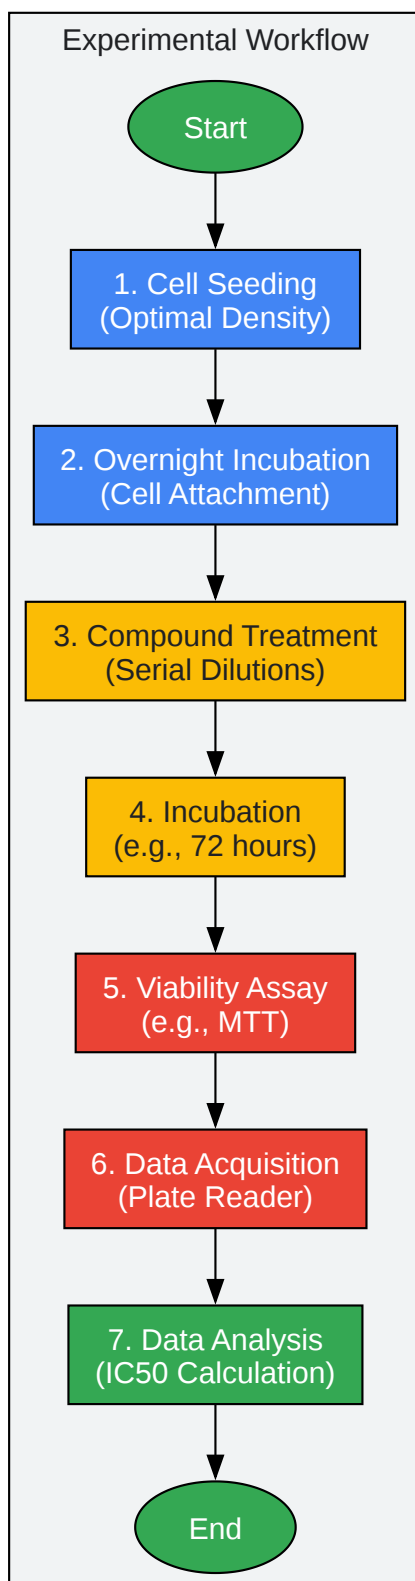 Experimental Workflow
Start
1. Cell Seeding
(Optimal Density)
2. Overnight Incubation
(Cell Attachment)
3. Compound Treatment
(Serial Dilutions)
4. Incubation
(e.g., 72 hours)
5. Viability Assay
(e.g., MTT)
6. Data Acquisition
(Plate Reader)
7. Data Analysis
(IC50 Calculation)
End